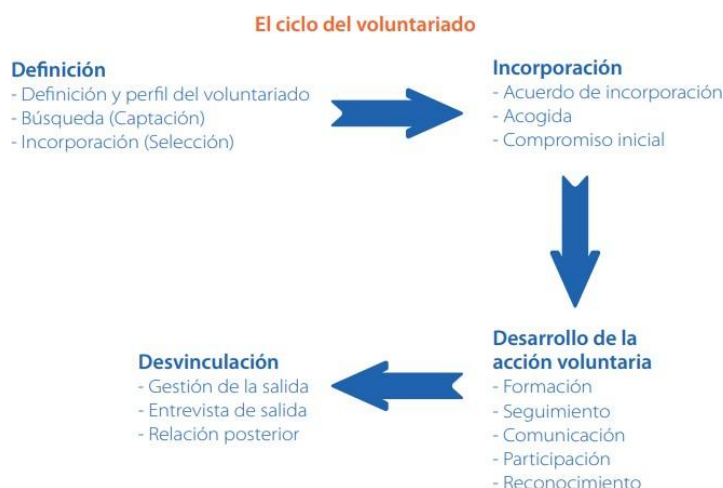 El ciclo del voluntariado
Definición
- Definición y perfil del voluntariado
- Búsqueda (Captación)
- Incorporación (Selección)
Incorporación
- Acuerdo de incorporación
- Acogida
- Compromiso inicial
Desarrollo de la
acción voluntaria
- Formación
- Seguimiento
- Comunicación
- Participación
- Reconocimiento
Desvinculación
- Gestión de la salida
- Entrevista de salida
- Relación posterior